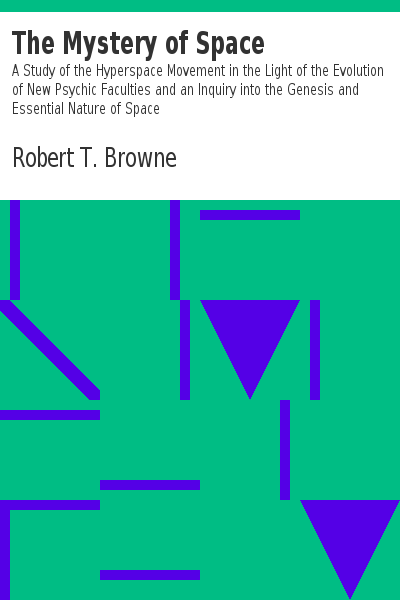 The Mystery of Space
A Study of the Hyperspace Movement in the Light of the Evolution
of New Psychic Faculties and an Inquiry into the Genesis and
Essential Nature of Space
Robert T. Browne